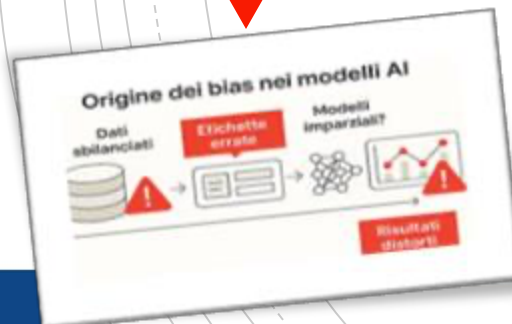 Origine dei bias nei modelli AI
Dati
sbilanciati
Etichette
errate
Modelli
imparziali?
Risultati
distorti